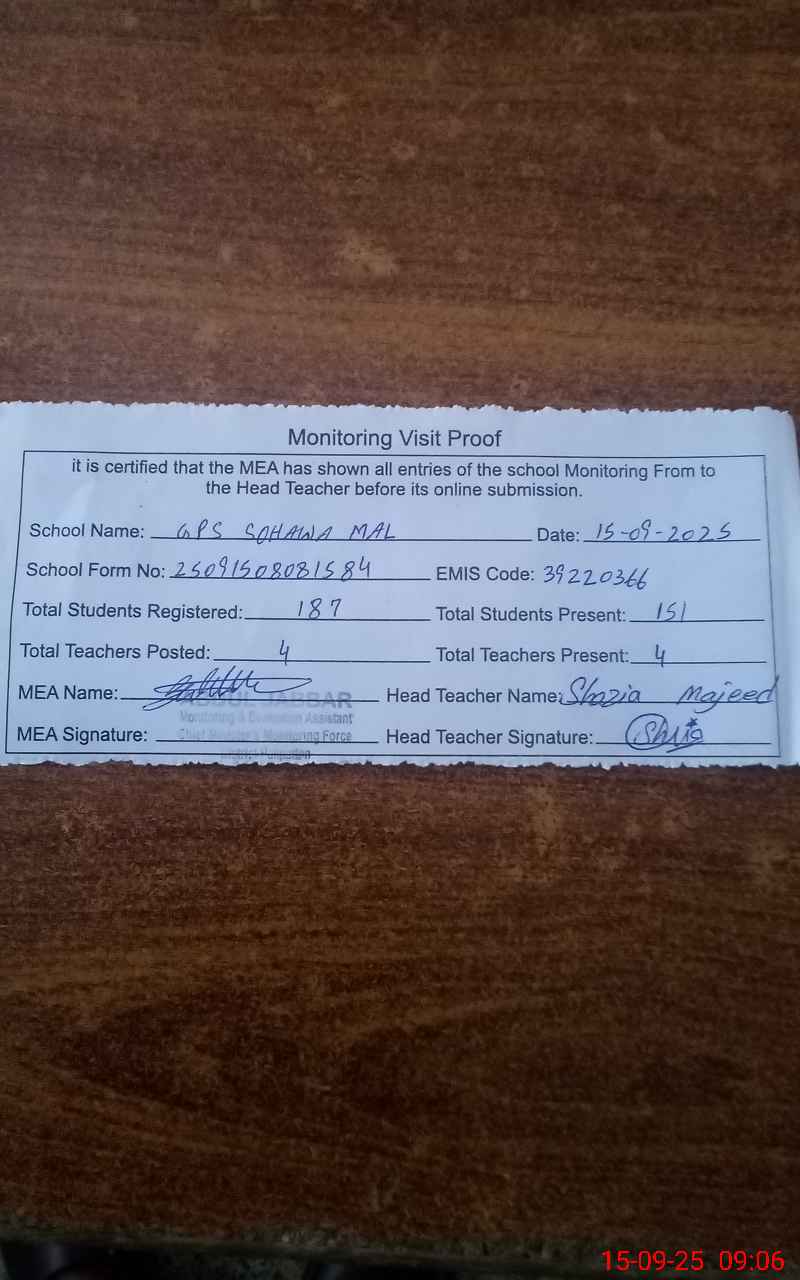 Monitoring Visit Proof
it is certified that the MEA has shown all entries of the school Monitoring From to
the Head Teacher before its online submission.
School Name: GPS SOHAWA MAL Date: 15-09-2025
School Form No: 25091508081584 EMIS Code: 39220366
Total Students Registered: 187 Total Students Present: 151
Total Teachers Posted: 4 Total Teachers Present: 4
MEA Name: ABDUL JABBAR Head Teacher Name: Shazia Majeed
Monitoring & Evaluation Assistant
MEA Signature: Chief Minister's Monitoring Force Head Teacher Signature:
District Pakpattan
15-09-25 09:06